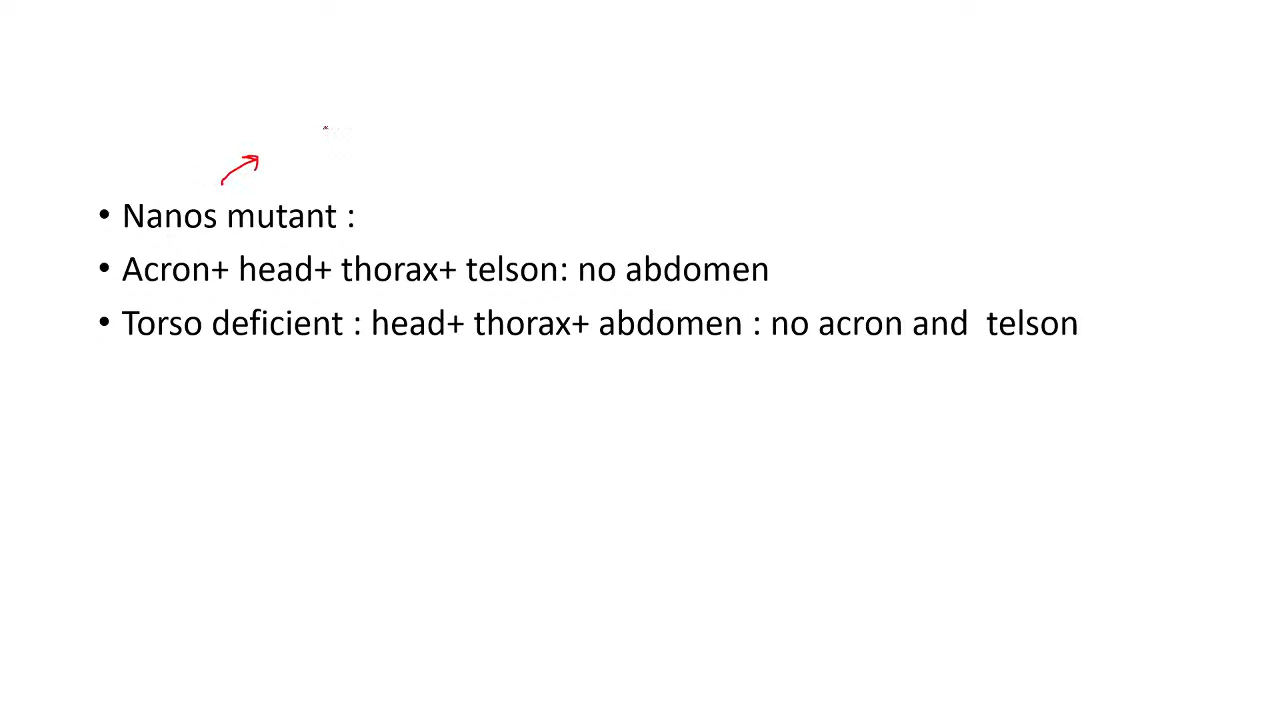 • Nanos mutant :
• Acron+ head+ thorax+ telson: no abdomen
• Torso deficient : head+ thorax+ abdomen : no acron and  telson